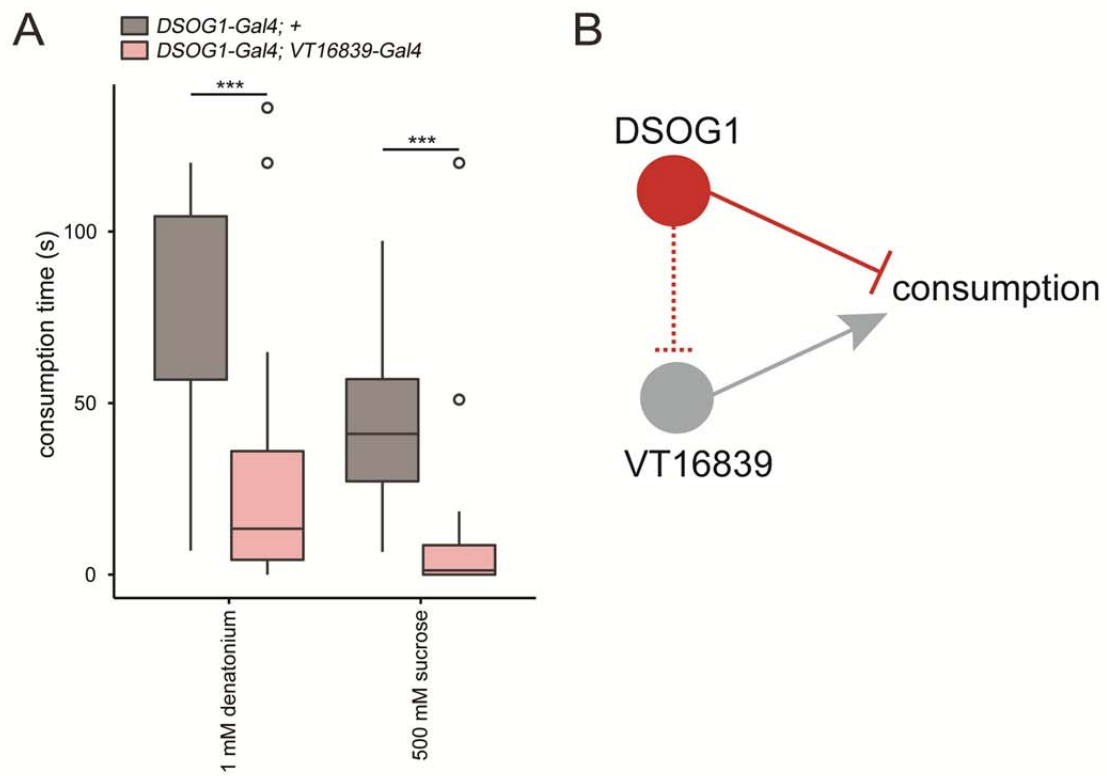 A
DSOG1-Gal4; +
DSOG1-Gal4; VT16839-Gal4
***
***
consumption time (s)
100
50
0
1 mM denatonium
500 mM sucrose
B
DSOG1
consumption
VT16839